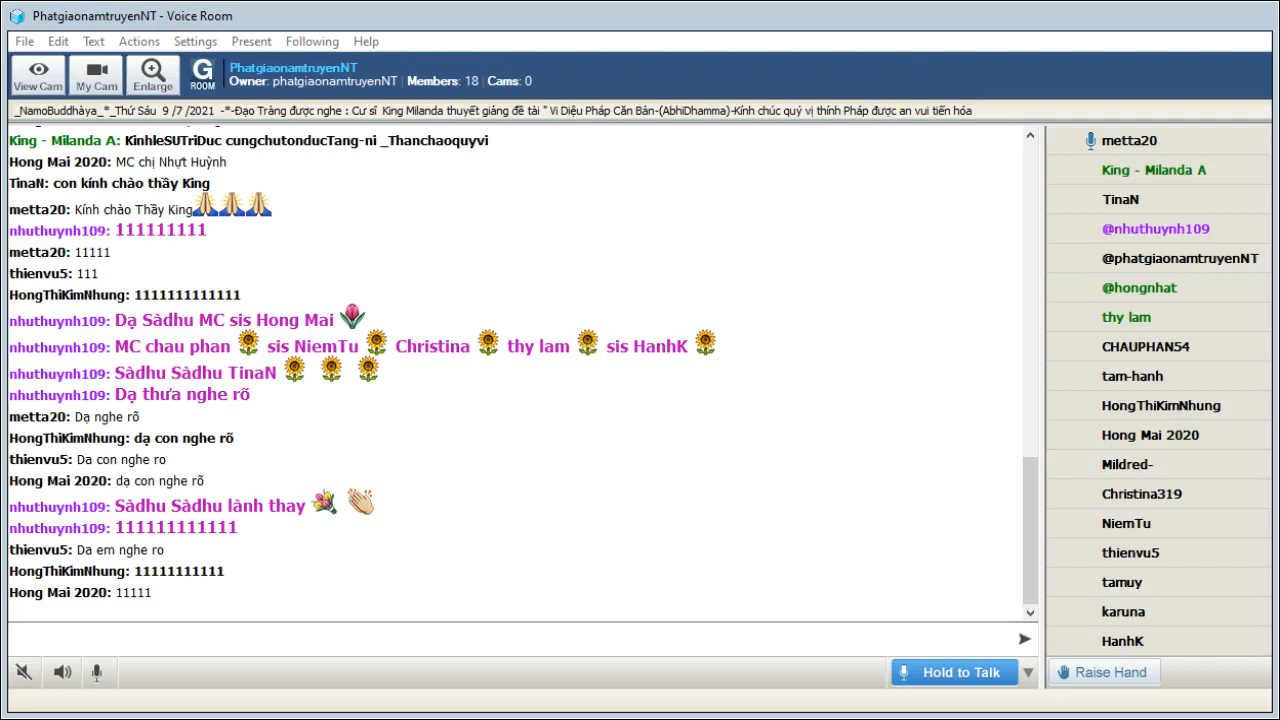 PhatgiaonamtruyenNT - Voice Room
File Edit Text Actions Settings Present Following Help
View Cam My Cam Enlarge G ROOM PhatgiaonamtruyenNT
Owner: phatgiaonamtruyenNT Members: 18 Cams: 0
_NamoBuddhàya_*_Thứ Sáu 9 /7 /2021 -*-Đạo Tràng được nghe : Cư sĩ King Milanda thuyết giảng đề tài " Vi Diệu Pháp Căn Bản-(AbhiDhamma)-Kính chúc quý vị thính Pháp được an vui tiến hóa
King - Milanda A: KinhleSUTriDuc cungchutonducTang-ni _Thanchaoquyvi
Hong Mai 2020: MC chị Nhựt Huỳnh
TinaN: con kính chào thầy King
metta20: Kính chào Thầy King
nhuthuynh109: 111111111
metta20: 11111
thienvu5: 111
HongThiKimNhung: 1111111111111
nhuthuynh109: Dạ Sàdhu MC sis Hong Mai
nhuthuynh109: MC chau phan sis NiemTu Christina thy lam sis HanhK
nhuthuynh109: Sàdhu Sàdhu TinaN
nhuthuynh109: Dạ thưa nghe rõ
metta20: Dạ nghe rõ
HongThiKimNhung: dạ con nghe rõ
thienvu5: Da con nghe ro
Hong Mai 2020: dạ con nghe rõ
nhuthuynh109: Sàdhu Sàdhu lành thay
nhuthuynh109: 111111111111
thienvu5: Da em nghe ro
HongThiKimNhung: 11111111111
Hong Mai 2020: 11111
Hold to Talk
metta20
King - Milanda A
TinaN
@nhuthuynh109
@phatgiaonamtruyenNT
@hongnhat
thy lam
CHAUPHAN54
tam-hanh
HongThiKimNhung
Hong Mai 2020
Mildred-
Christina319
NiemTu
thienvu5
tamuy
karuna
HanhK
Raise Hand